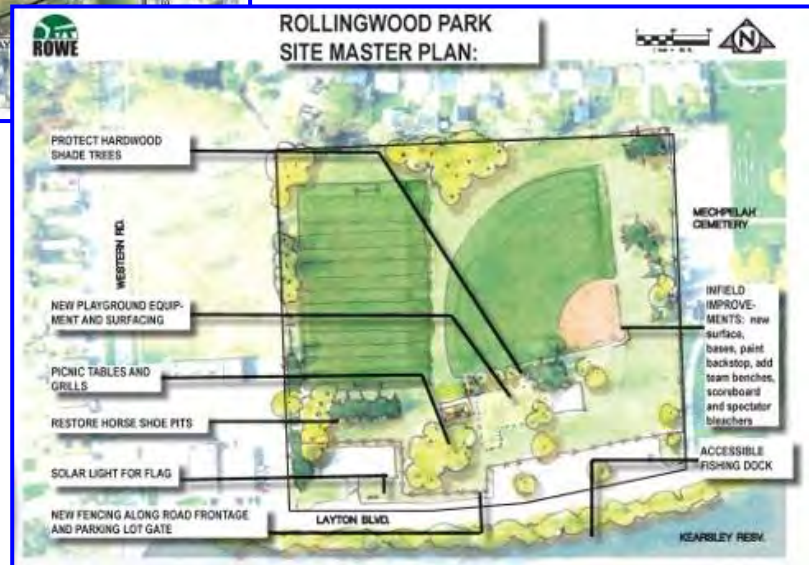 ROWE
ROLLINGWOOD PARK
SITE MASTER PLAN:
N
PROTECT HARDWOOD
SHADE TREES
WESTERN RD.
MECHPELAH
CEMETERY
NEW PLAYGROUND EQUIP-
MENT AND SURFACING
INFIELD
IMPROVE-
MENTS: new
surface,
bases, paint
backstop, add
team benches,
scoreboard
and spectator
bleachers
PICNIC TABLES AND
GRILLS
RESTORE HORSE SHOE PITS
SOLAR LIGHT FOR FLAG
ACCESSIBLE
FISHING DOCK
NEW FENCING ALONG ROAD FRONTAGE
AND PARKING LOT GATE
LAYTON BLVD.
KEARSLEY RESV.